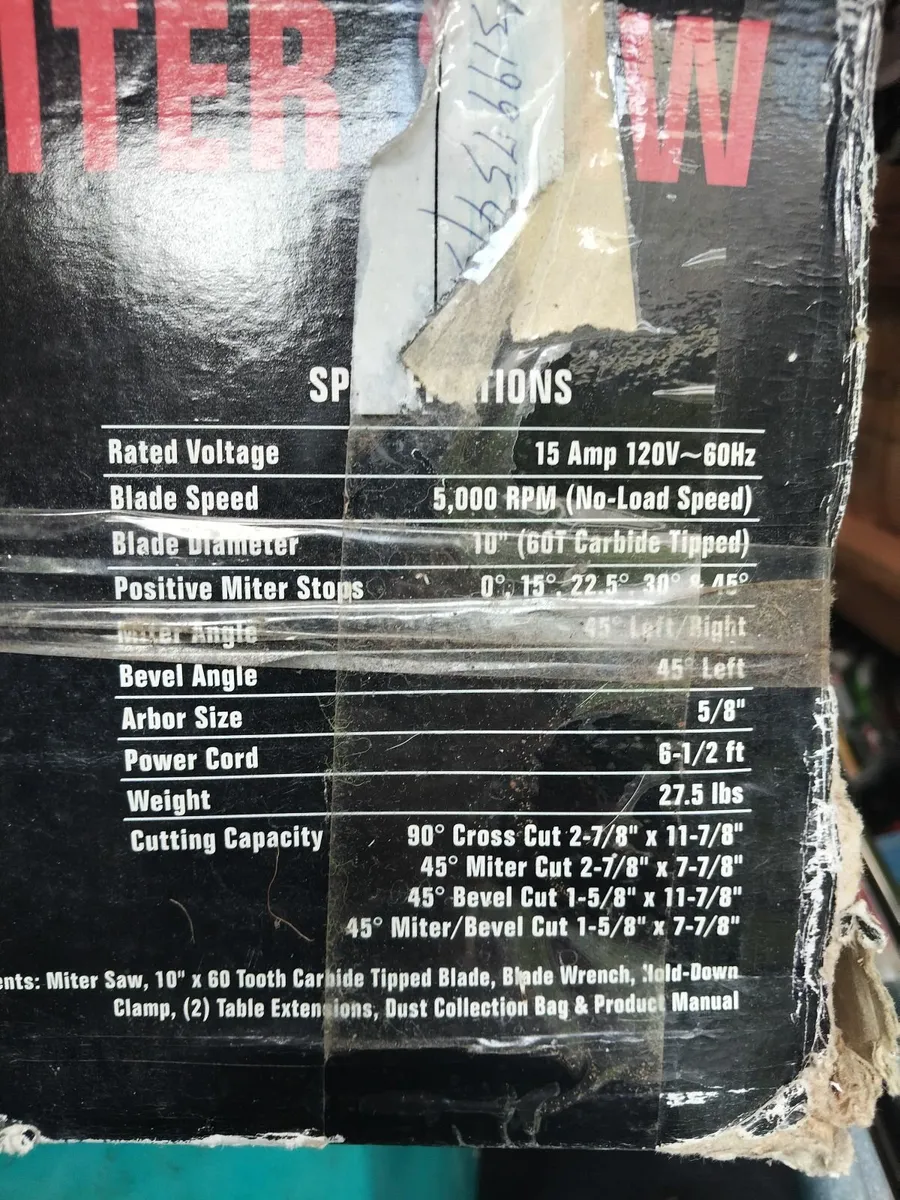 ITER W
SP TIONS
Rated Voltage 15 Amp 120V~60Hz
Blade Speed 5,000 RPM (No-Load Speed)
Blade Diameter 10" (60T Carbide Tipped)
Positive Miter Stops 0°, 15°, 22.5°, 30° & 45°
Miter Angle 45° Left/Right
Bevel Angle 45° Left
Arbor Size 5/8"
Power Cord 6-1/2 ft
Weight 27.5 lbs
Cutting Capacity 90° Cross Cut 2-7/8" x 11-7/8"
45° Miter Cut 2-7/8" x 7-7/8"
45° Bevel Cut 1-5/8" x 11-7/8"
45° Miter/Bevel Cut 1-5/8" x 7-7/8"
ents: Miter Saw, 10" x 60 Tooth Carbide Tipped Blade, Blade Wrench, Hold-Down
Clamp, (2) Table Extensions, Dust Collection Bag & Product Manual